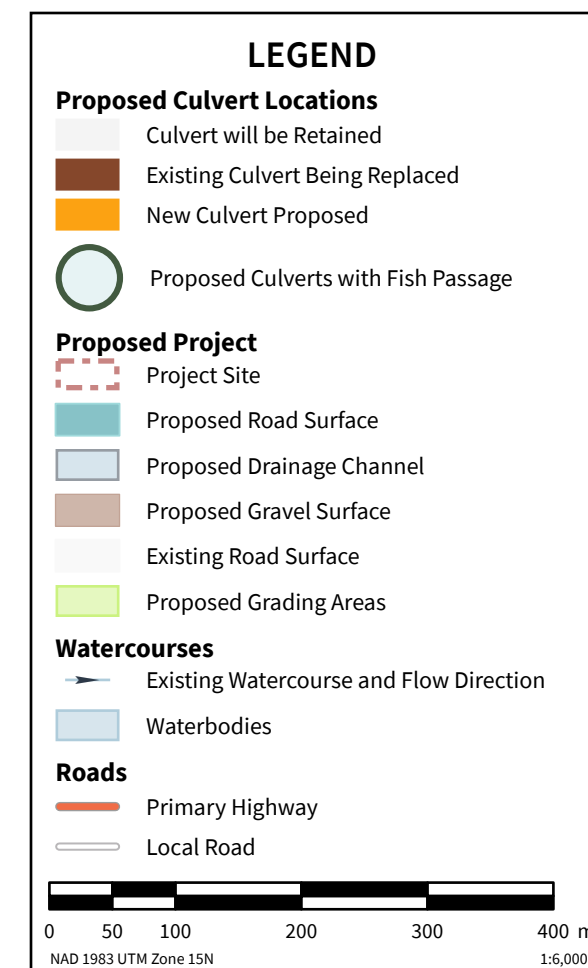 LEGEND
Proposed Culvert Locations
Culvert will be Retained
Existing Culvert Being Replaced
New Culvert Proposed
Proposed Culverts with Fish Passage
Proposed Project
Project Site
Proposed Road Surface
Proposed Drainage Channel
Proposed Gravel Surface
Existing Road Surface
Proposed Grading Areas
Watercourses
Existing Watercourse and Flow Direction
Waterbodies
Roads
Primary Highway
Local Road
0 50 100 200 300 400 m
NAD 1983 UTM Zone 15N 1:6,000